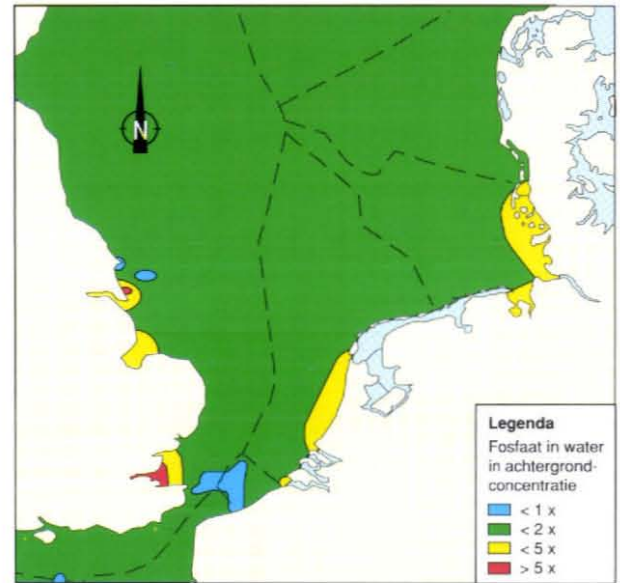 N
Legenda
Fosfaat in water
in achtergrond-
concentratie
< 1 x
< 2 x
< 5 x
> 5 x